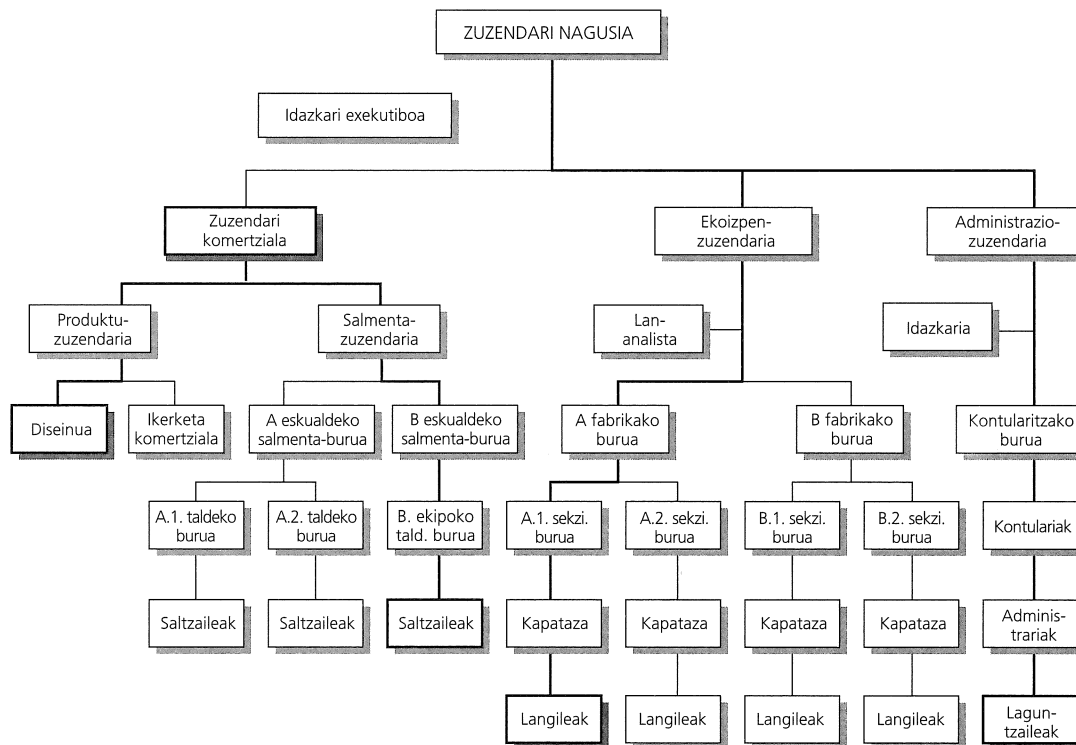 ZUZENDARI NAGUSIA
Idazkari exekutiboa
Zuzendari
komertziala
Ekoizpen-
zuzendaria
Administrazio-
zuzendaria
Produktu-
zuzendaria
Salmenta-
zuzendaria
Lan-
analista
Idazkaria
Diseinua
Ikerketa
komertziala
A eskualdeko
salmenta-burua
B eskualdeko
salmenta-burua
A fabrikako
burua
B fabrikako
burua
Kontularitzako
burua
A.1. taldeko
burua
A.2. taldeko
burua
B. ekipoko
tald. burua
A.1. sekzi.
burua
A.2. sekzi.
burua
B.1. sekzi.
burua
B.2. sekzi.
burua
Kontulariak
Saltzaileak
Saltzaileak
Saltzaileak
Kapataza
Kapataza
Kapataza
Kapataza
Adminis-
trariak
Langileak
Langileak
Langileak
Langileak
Lagun-
tzaileak